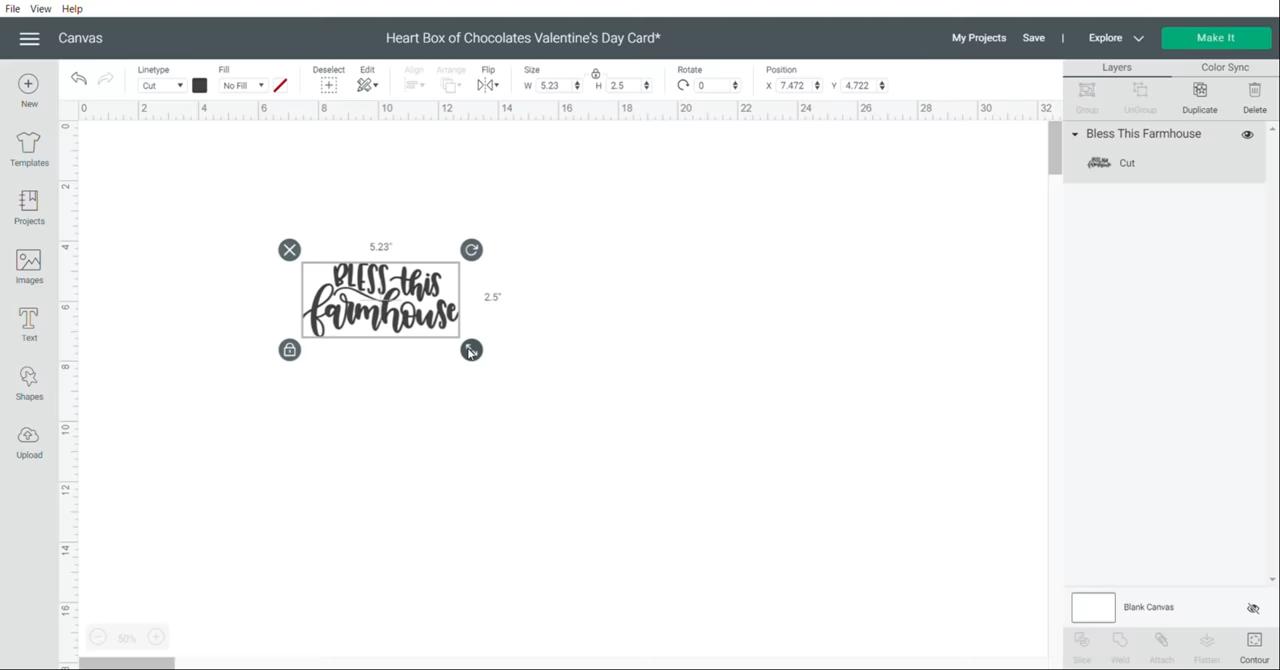 File View Help
Canvas Heart Box of Chocolates Valentine's Day Card* My Projects Save | Explore Make It
Linetype Fill Deselect Edit Align Arrange Flip Size Rotate Position
Cut No Fill W 5.23 H 2.5 0 X 7.472 Y 4.722
Layers Color Sync
Group UnGroup Duplicate Delete
0 2 4 6 8 10 12 14 16 18 20 22 24 26 28 30 32
0
2
4
6
8
10
12
14
16
New
Templates
Projects
Images
Text
Shapes
Upload
5.23"
2.5"
BLESS this
farmhouse
50%
Bless This Farmhouse
Cut
Blank Canvas
Slice Weld Attach Flatten Contour